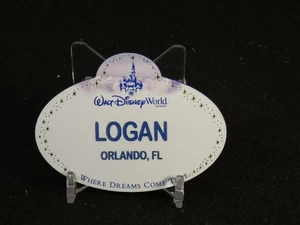 Walt Disney World
LOGAN
ORLANDO, FL
WHERE DREAMS COME TRUE